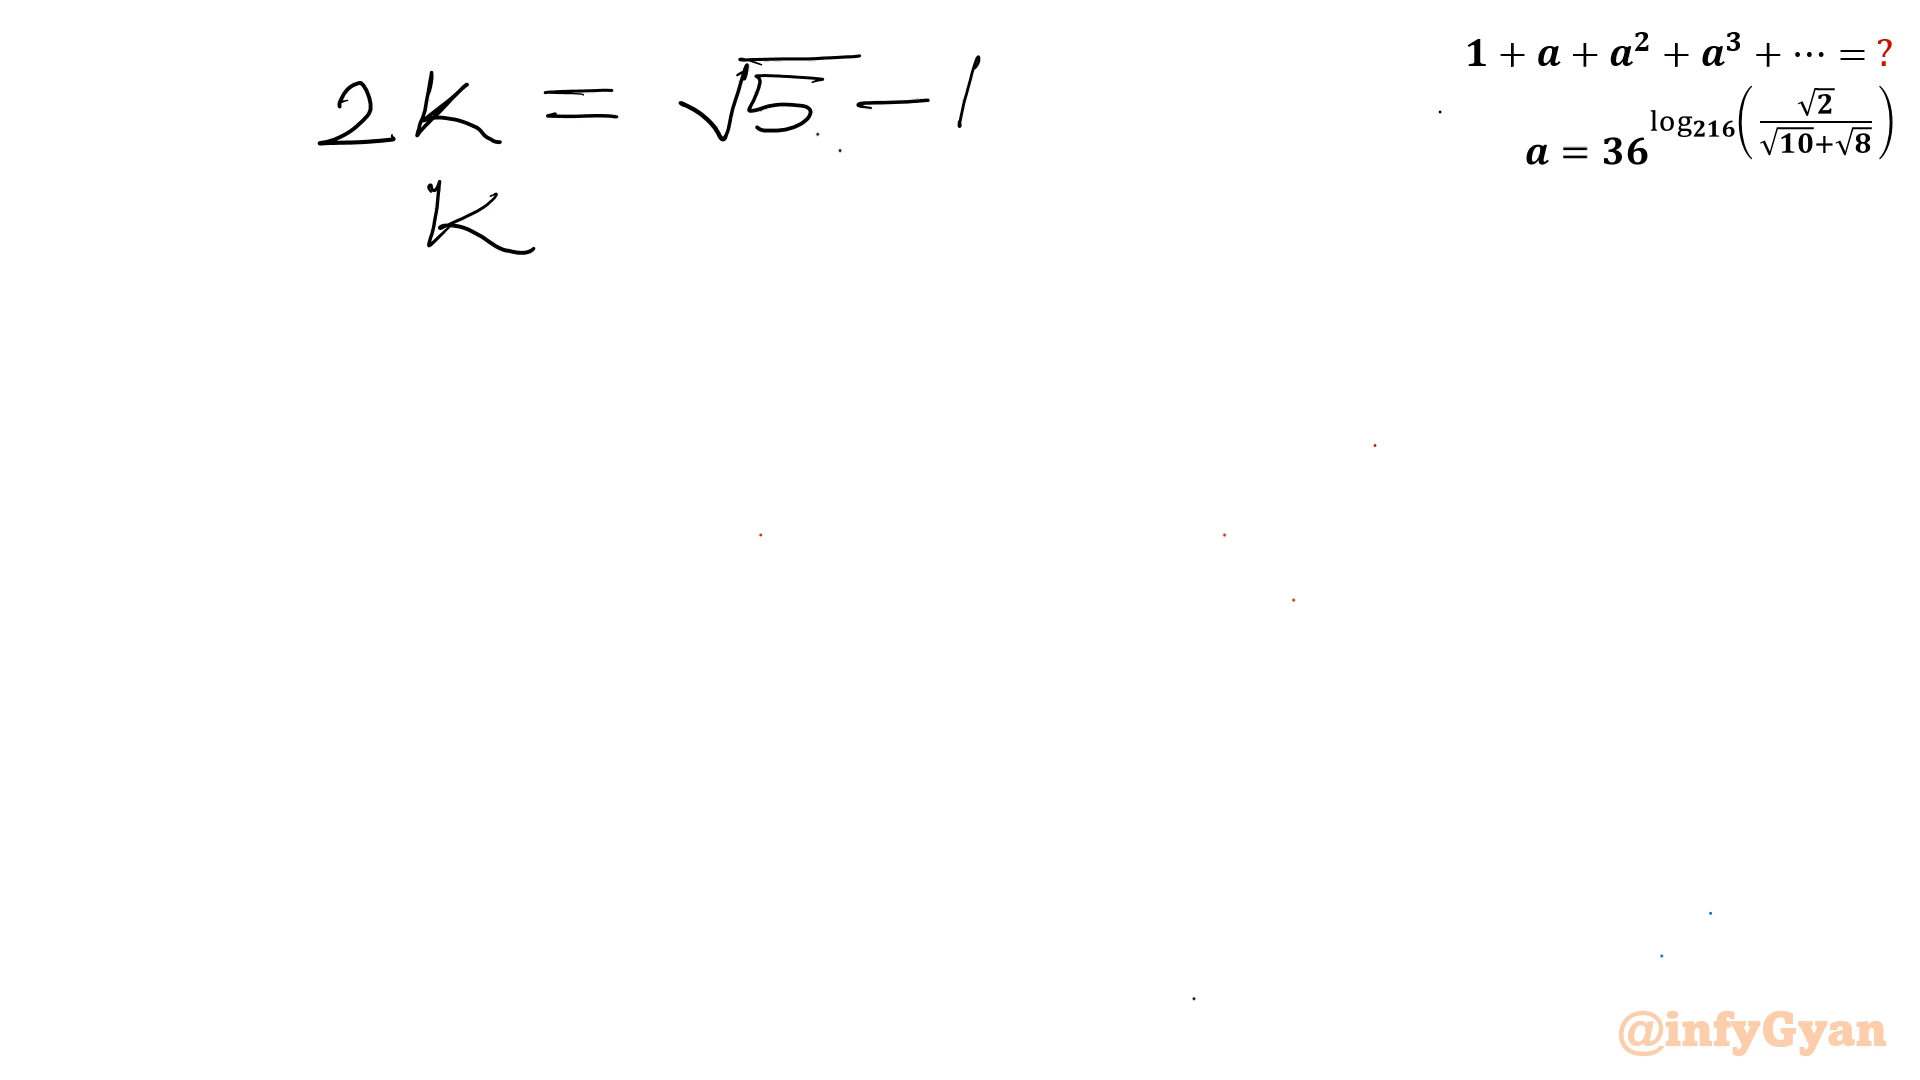 2K = √5 - 1
K
1 + a + a² + a³ + ⋯ = ?
a = 36^log₂₁₆(√2/(√10+√8))
@infyGyan